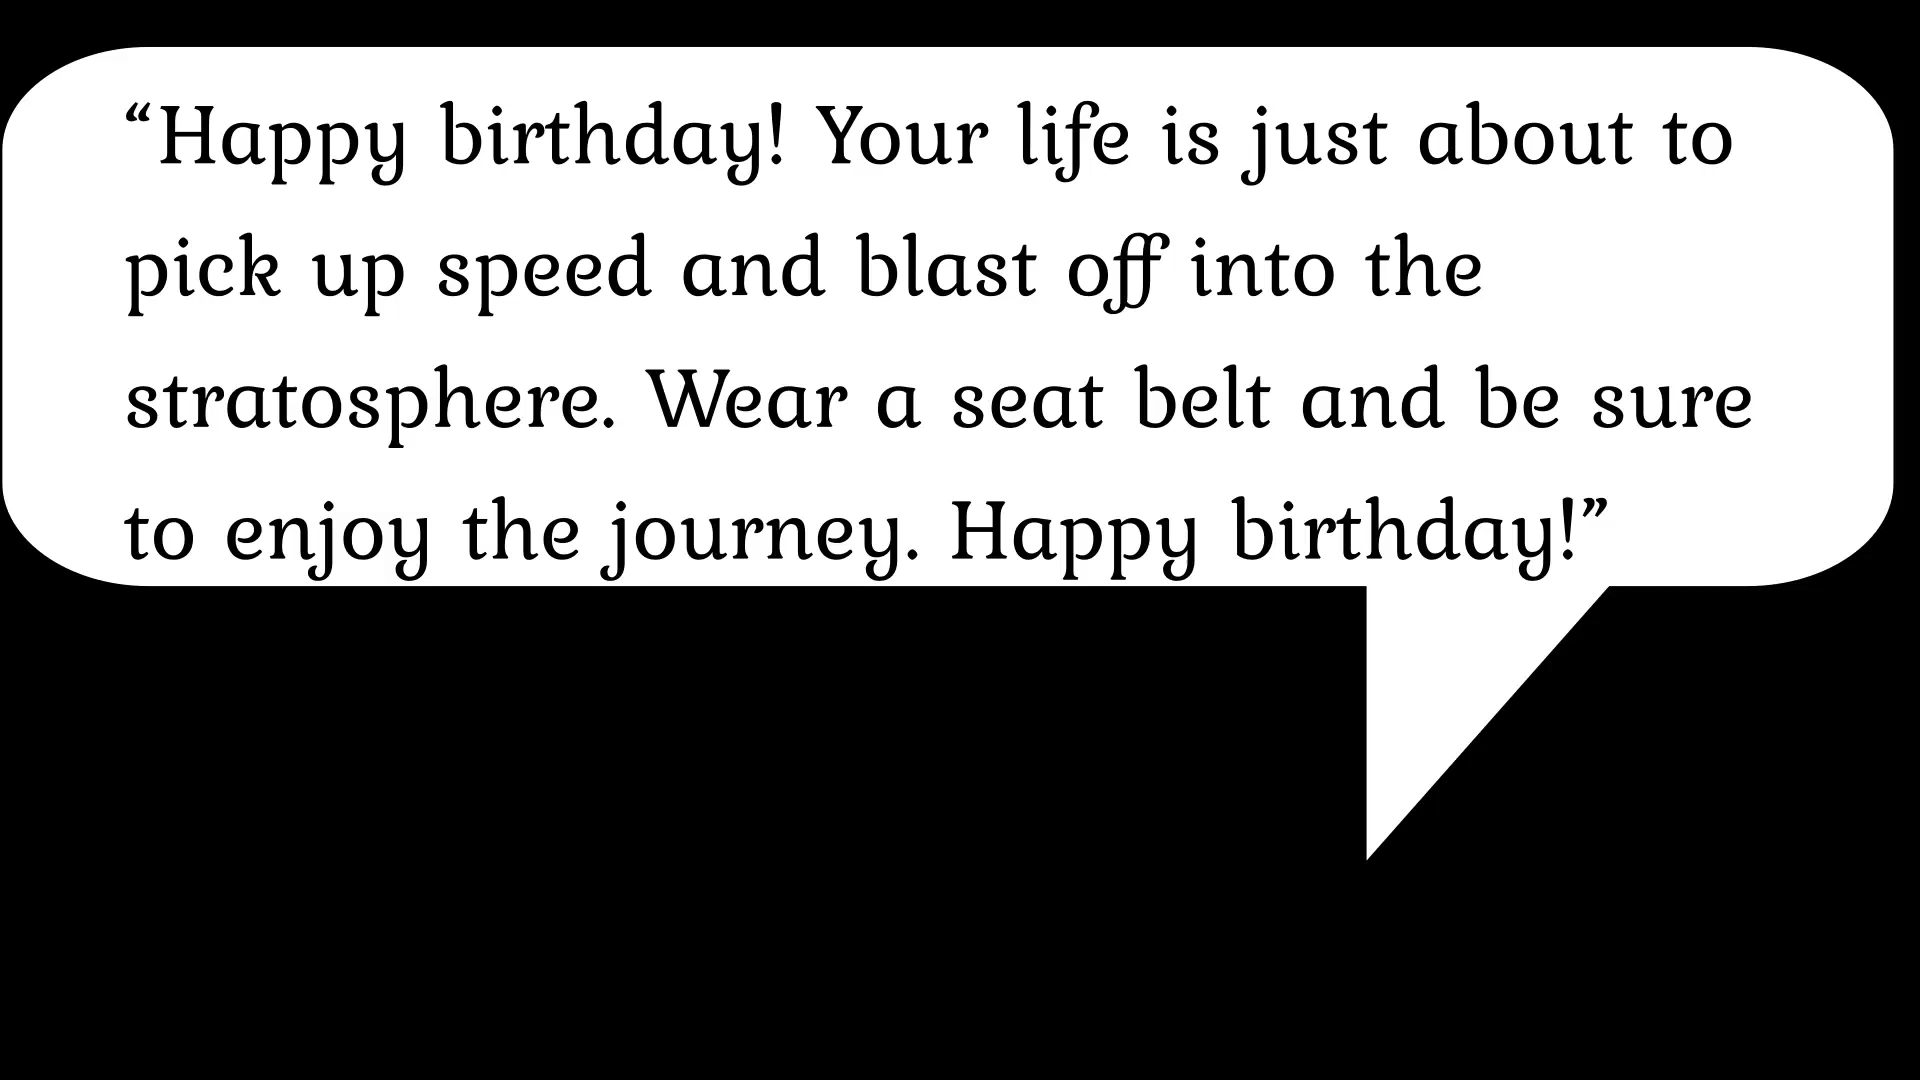 “Happy birthday! Your life is just about to
pick up speed and blast off into the
stratosphere. Wear a seat belt and be sure
to enjoy the journey. Happy birthday!”